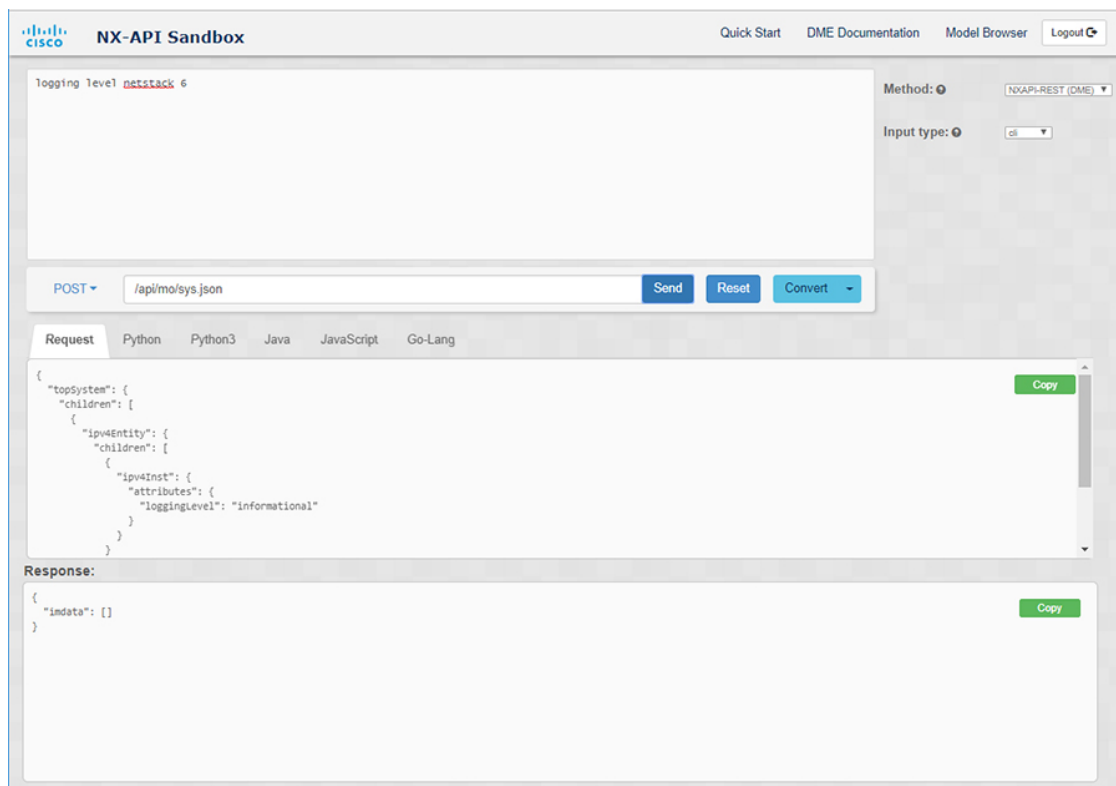 CISCO
NX-API Sandbox
Quick Start
DME Documentation
Model Browser
Logout
logging level netstack 6
Method:
NXAPI-REST (DME)
Input type:
cli
POST
/api/mo/sys.json
Send
Reset
Convert
Request
Python
Python3
Java
JavaScript
Go-Lang
Copy
{
"topSystem": {
"children": [
{
"ipv4Entity": {
"children": [
{
"ipv4Inst": {
"attributes": {
"loggingLevel": "informational"
}
}
}
Response:
Copy
{
"imdata": []
}